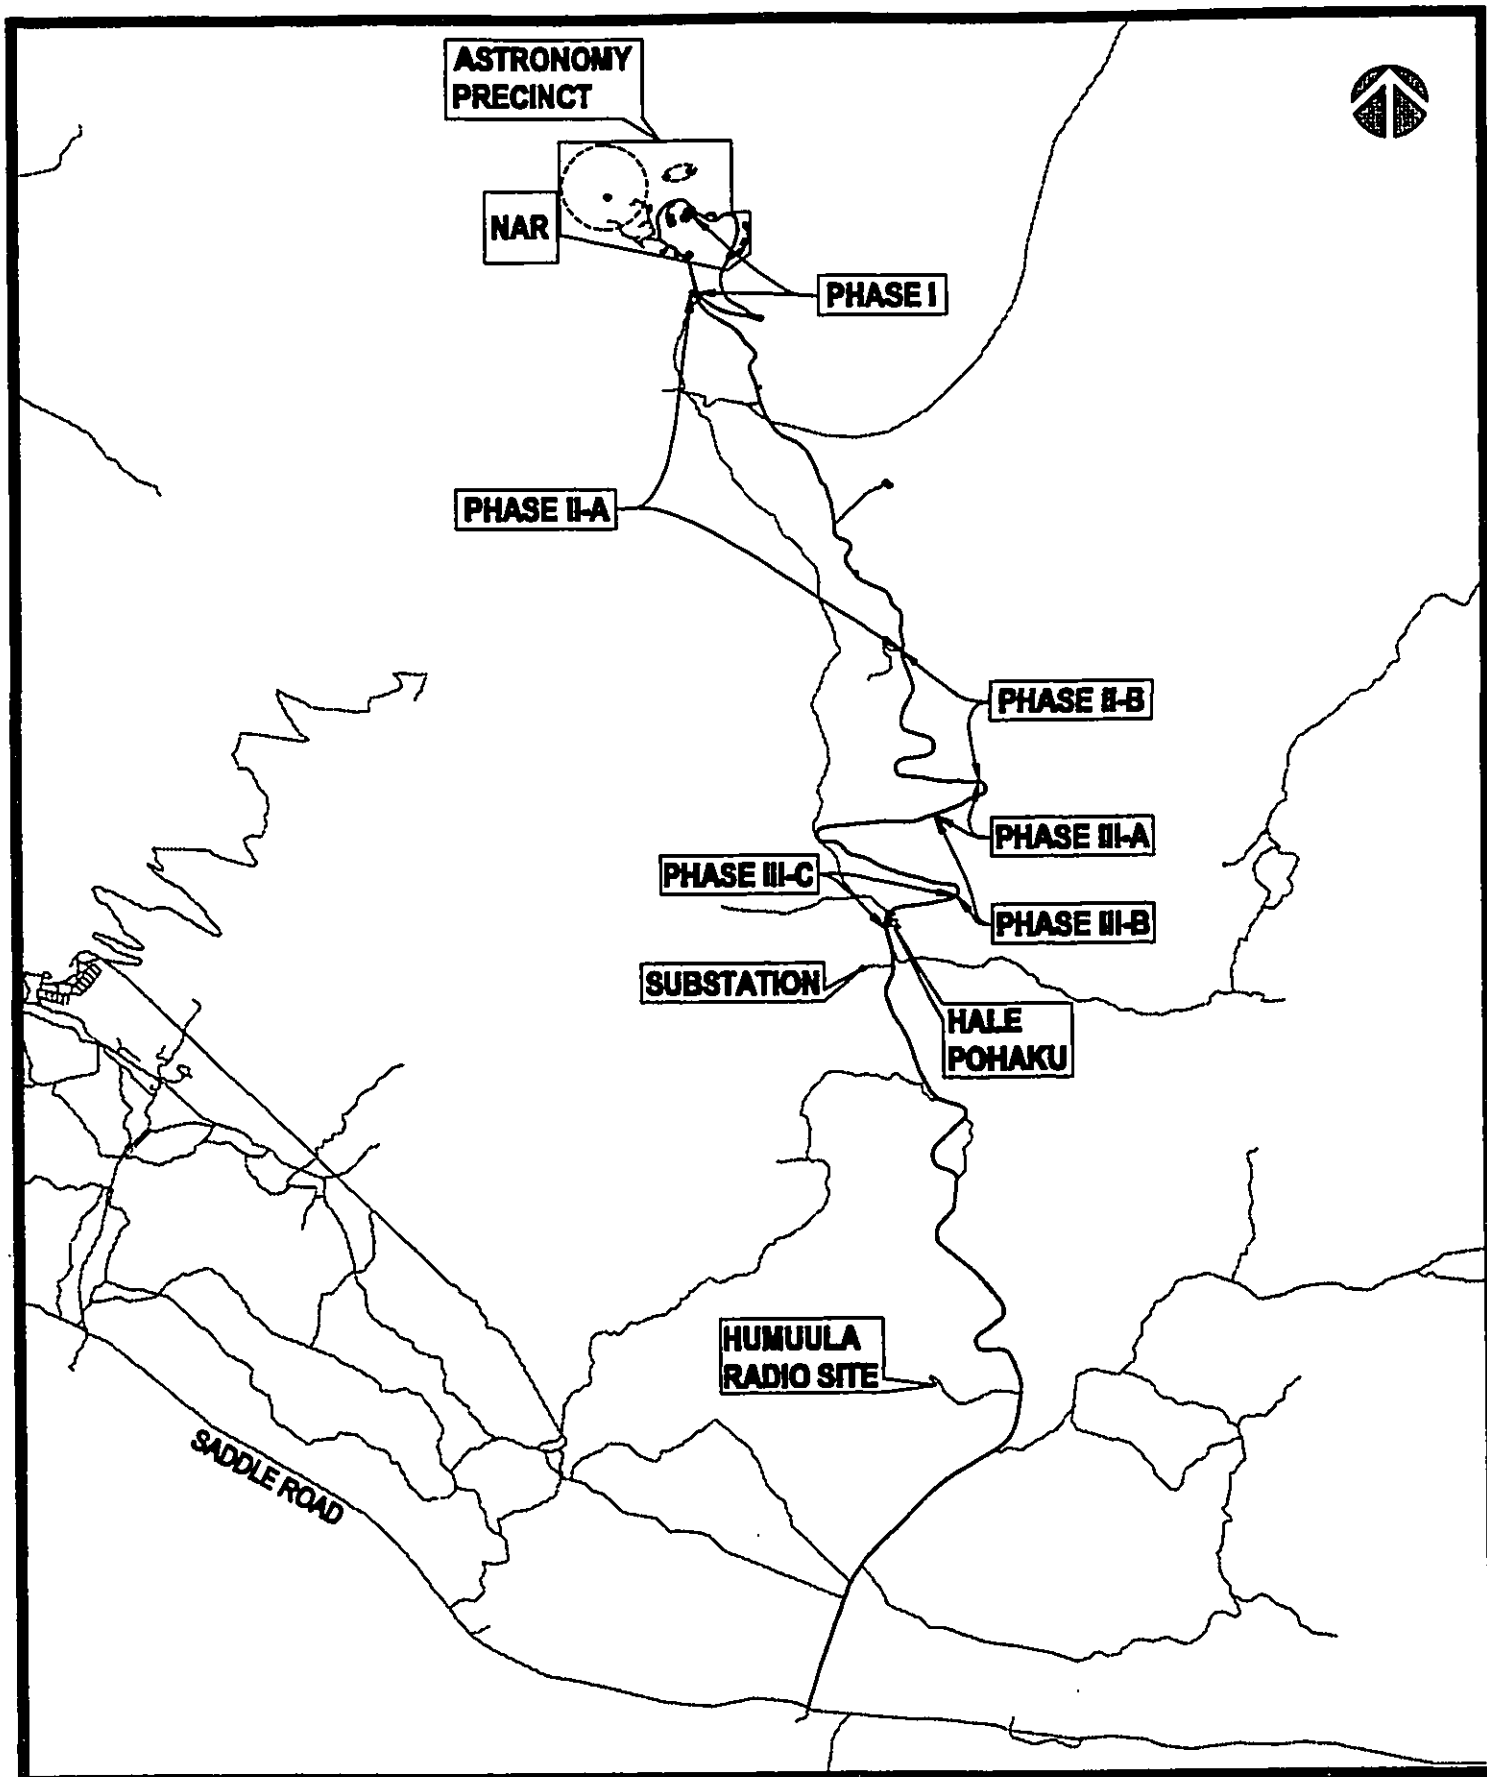 ASTRONOMY
PRECINCT
NAR
PHASE I
PHASE II-A
PHASE II-B
PHASE III-A
PHASE III-C
PHASE III-B
SUBSTATION
HALE
POHAKU
HUMUULA
RADIO SITE
SADDLE ROAD